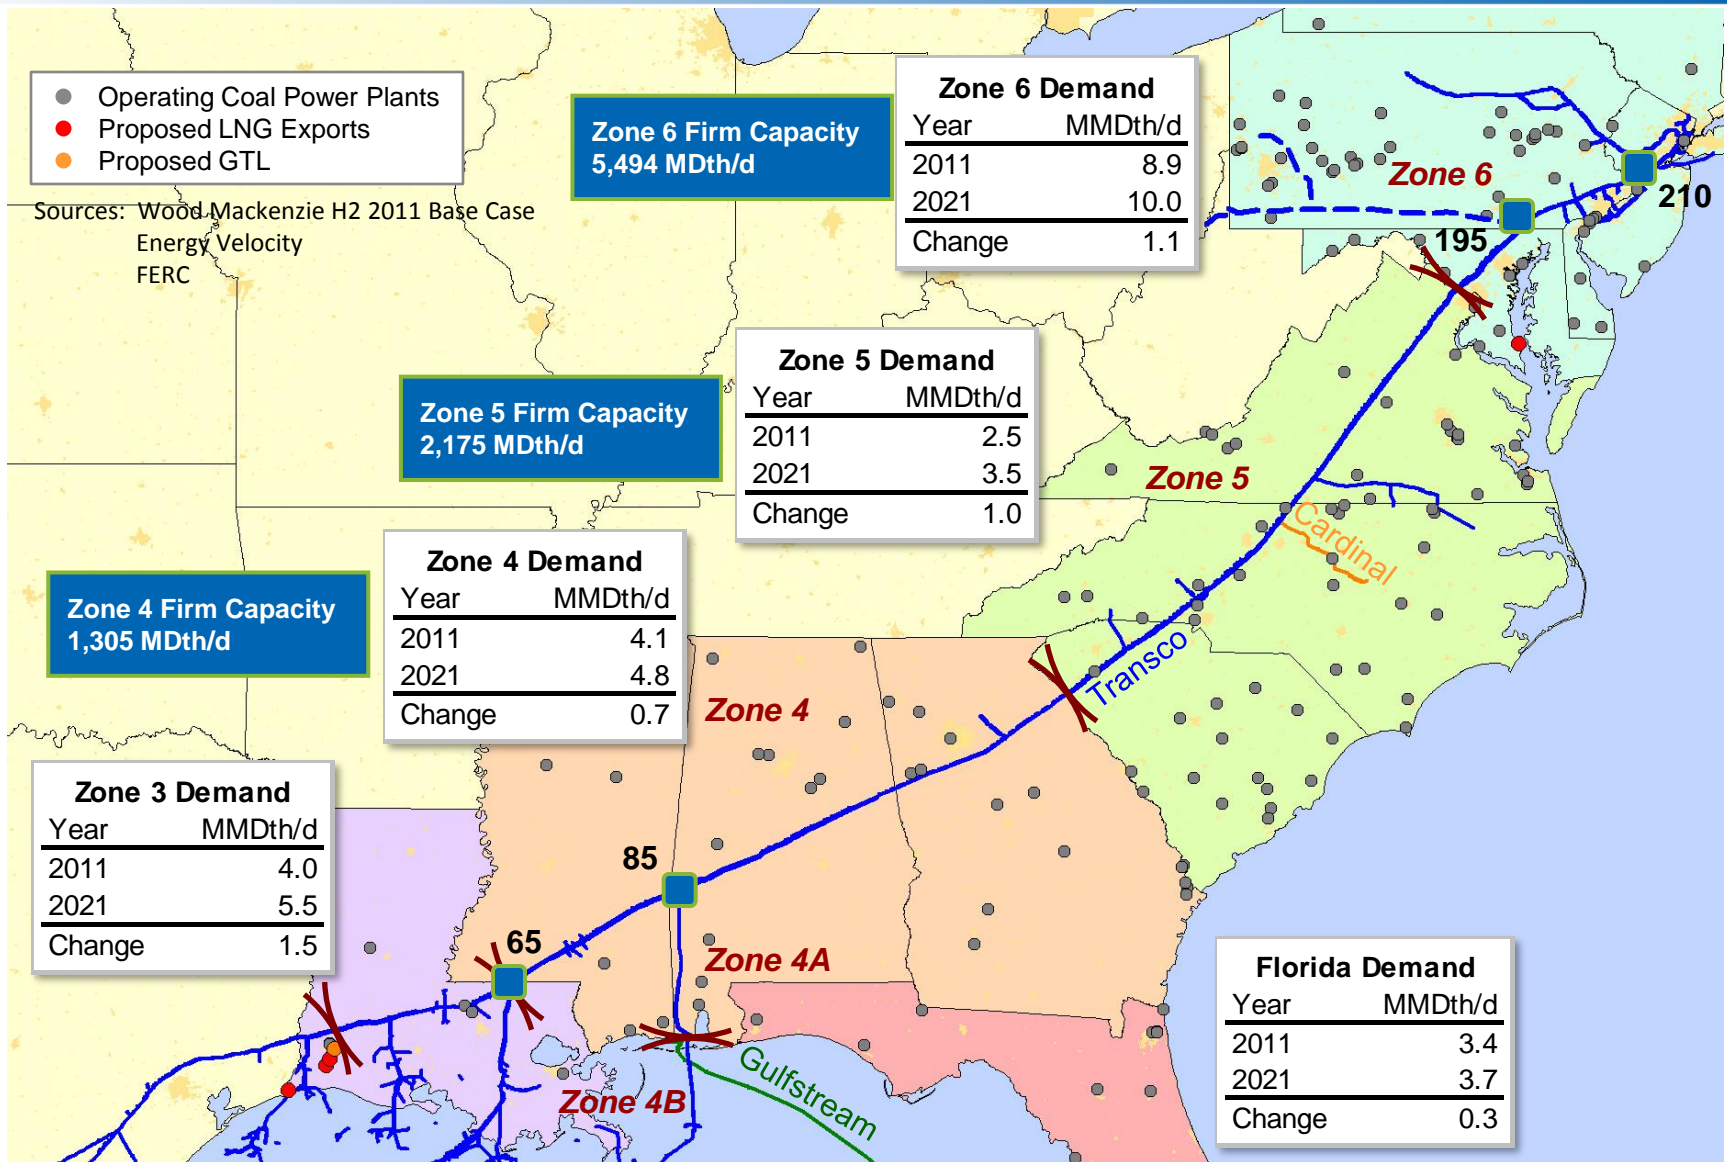 Operating Coal Power Plants
Proposed LNG Exports
Proposed GTL
Sources: Wood Mackenzie H2 2011 Base Case
Energy Velocity
FERC
Zone 6 Firm Capacity
5,494 MDth/d
Zone 6 Demand
Year MMDth/d
2011 8.9
2021 10.0
Change 1.1
Zone 6
210
195
Zone 5 Firm Capacity
2,175 MDth/d
Zone 5 Demand
Year MMDth/d
2011 2.5
2021 3.5
Change 1.0
Zone 5
Cardinal
Zone 4 Firm Capacity
1,305 MDth/d
Zone 4 Demand
Year MMDth/d
2011 4.1
2021 4.8
Change 0.7
Zone 4
Transco
Zone 3 Demand
Year MMDth/d
2011 4.0
2021 5.5
Change 1.5
85
65
Zone 4A
Zone 4B
Gulfstream
Florida Demand
Year MMDth/d
2011 3.4
2021 3.7
Change 0.3